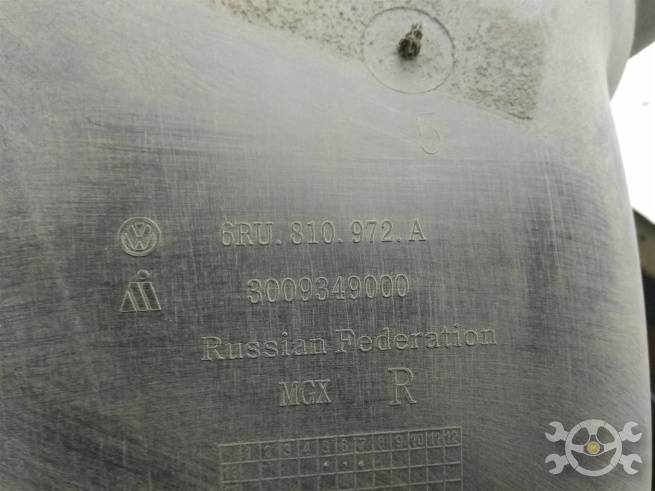 5
6RU.810.972.A
3009349000
Russian Federation
MGX R
1 2 3 4 5 6 7 8 9 10 11 12